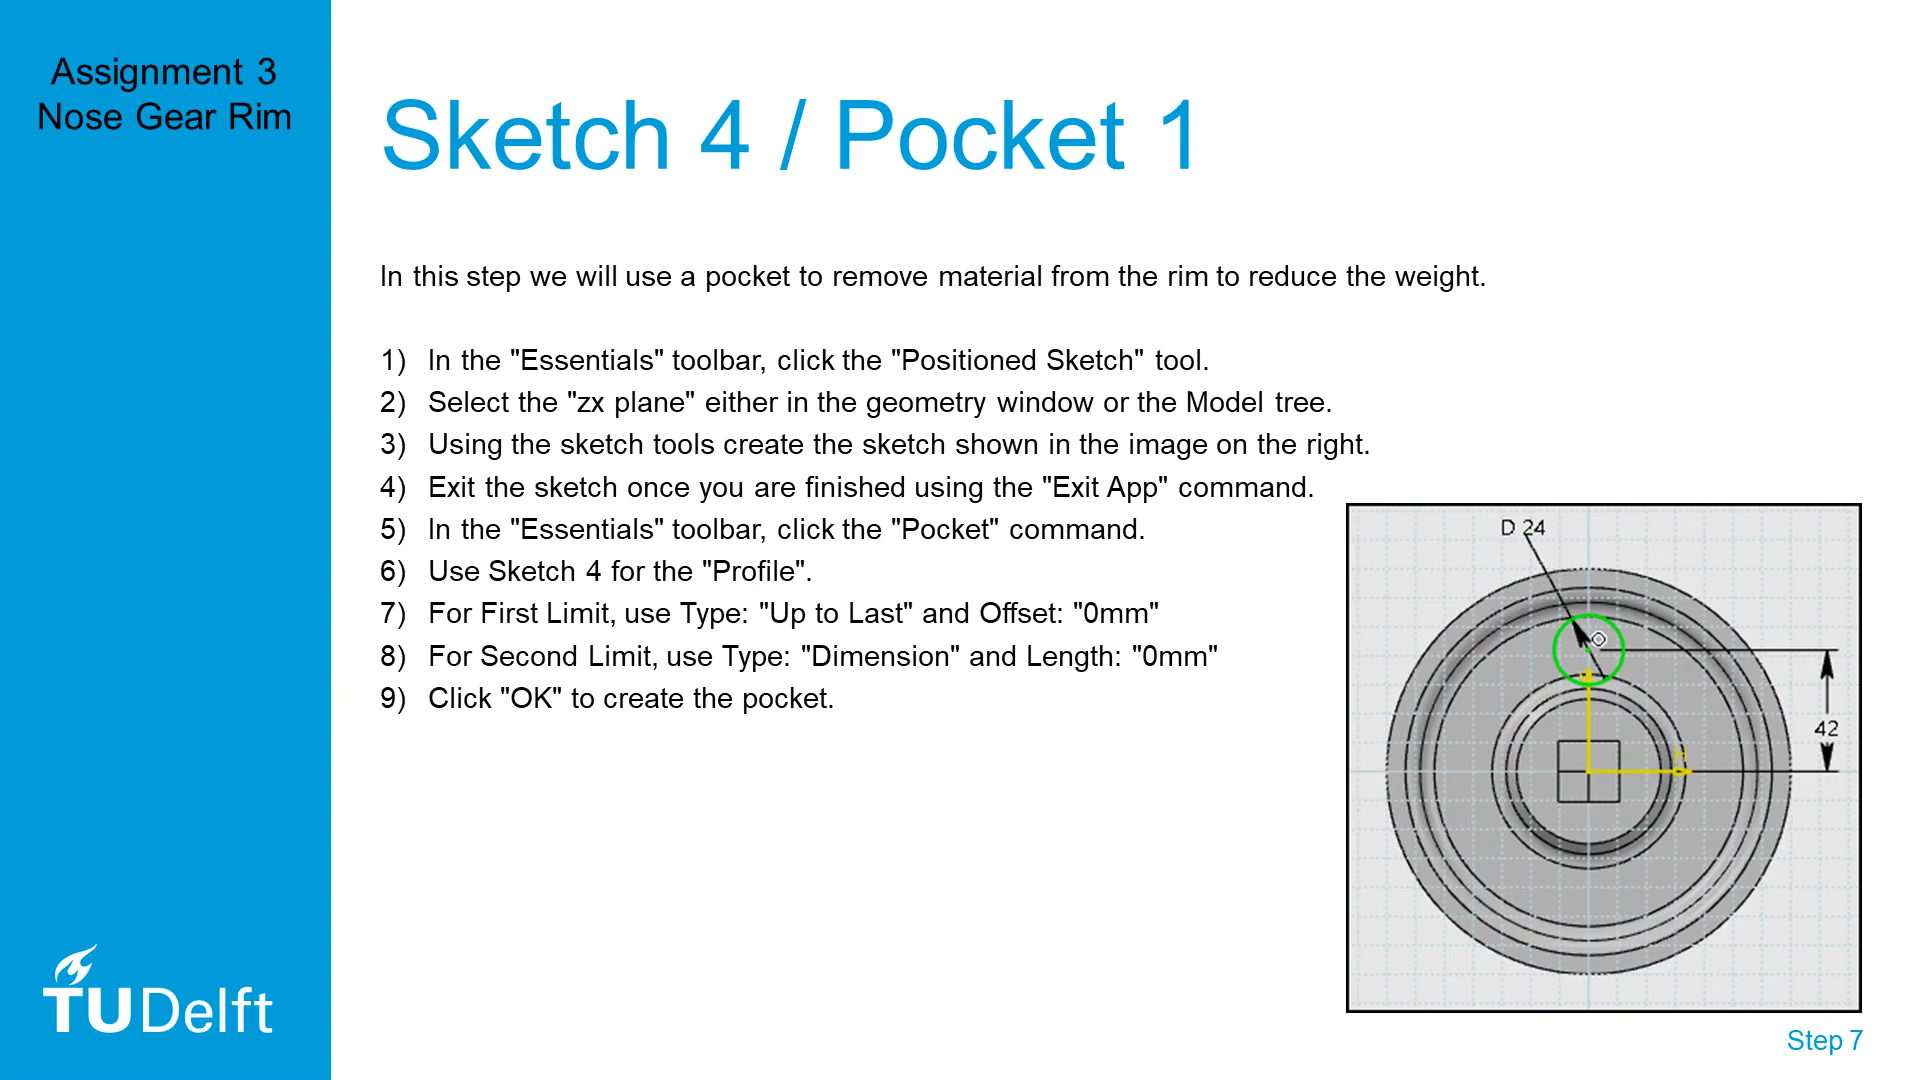 Assignment 3
Nose Gear Rim
Sketch 4 / Pocket 1
In this step we will use a pocket to remove material from the rim to reduce the weight.
1) In the "Essentials" toolbar, click the "Positioned Sketch" tool.
2) Select the "zx plane" either in the geometry window or the Model tree.
3) Using the sketch tools create the sketch shown in the image on the right.
4) Exit the sketch once you are finished using the "Exit App" command.
5) In the "Essentials" toolbar, click the "Pocket" command.
6) Use Sketch 4 for the "Profile".
7) For First Limit, use Type: "Up to Last" and Offset: "0mm"
8) For Second Limit, use Type: "Dimension" and Length: "0mm"
9) Click "OK" to create the pocket.
D 24
42
H
TUDelft
Step 7